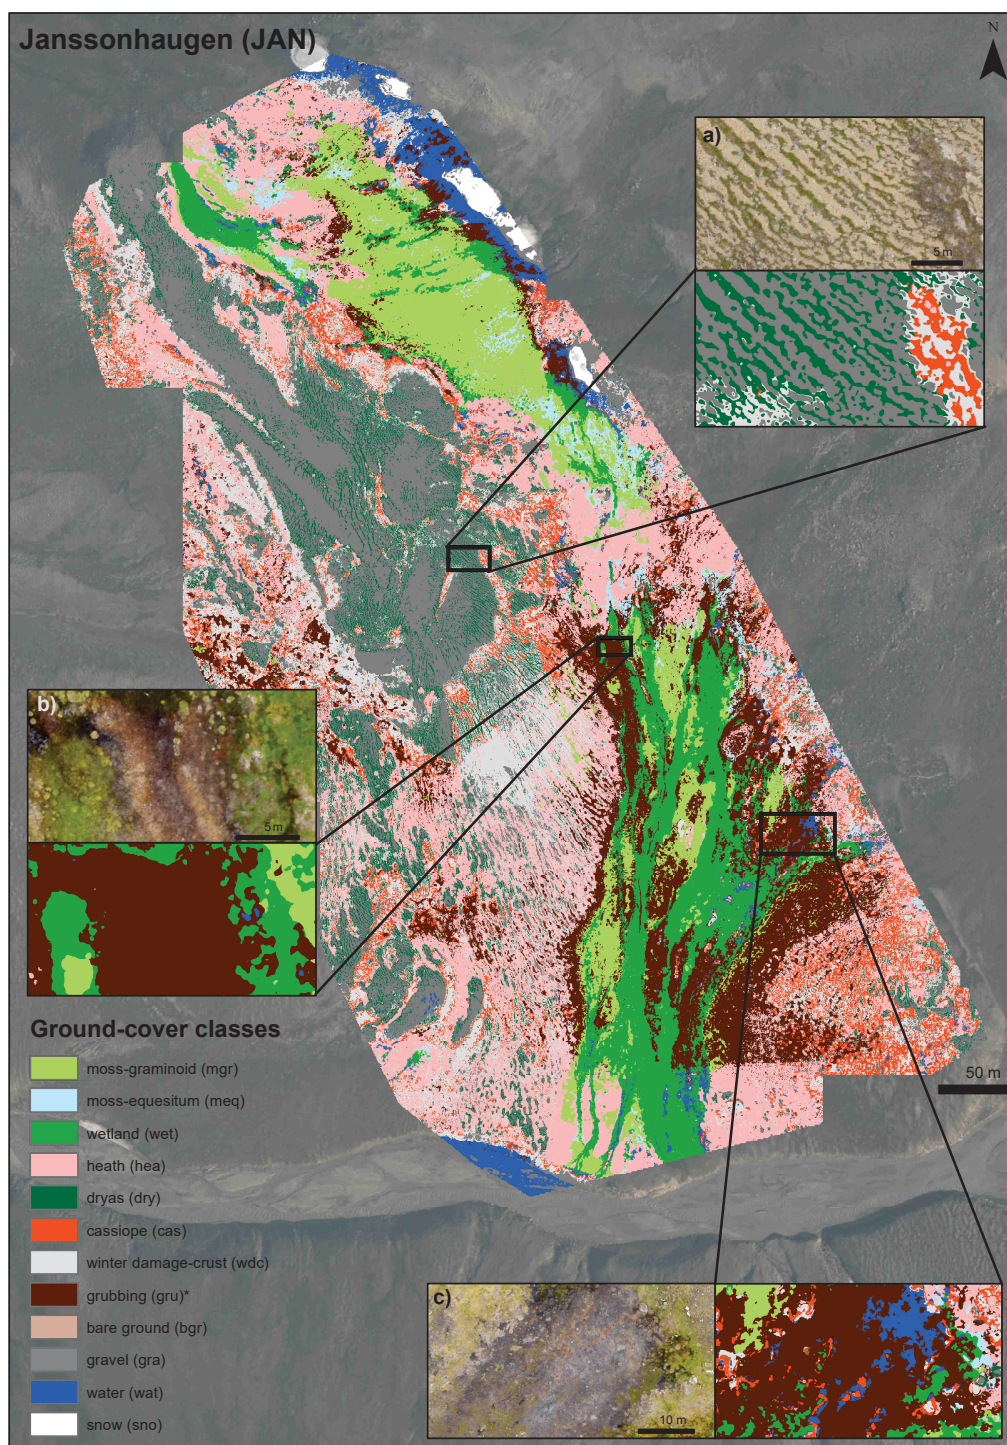 Janssonhaugen (JAN)
N
a)
5 m
b)
5 m
Ground-cover classes
moss-graminoid (mgr)
moss-equesitum (meq)
wetland (wet)
heath (hea)
dryas (dry)
cassiope (cas)
winter damage-crust (wdc)
grubbing (gru)*
bare ground (bgr)
gravel (gra)
water (wat)
snow (sno)
50 m
c)
10 m